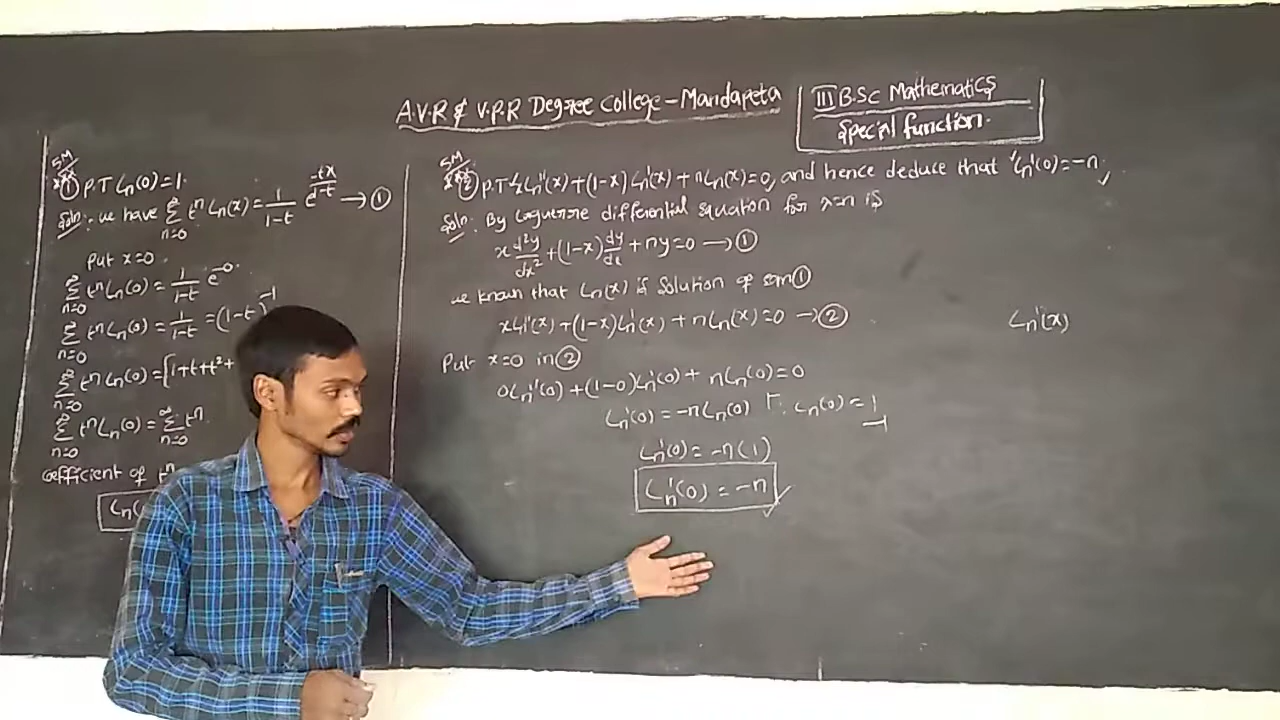 A.V.R & V.P.R Degree College - Mandapeta
III B.Sc Mathematics
Special function.
5M
*** ① P.T Ln(0)=1.
Soln: we have ∑_{n=0}^{∞} tⁿ Ln(x) = 1/(1-t) e^{-tx/(1-t)} → ①
Put x=0.
∑_{n=0}^{∞} tⁿ Ln(0) = 1/(1-t) e^{-0}.
∑_{n=0}^{∞} tⁿ Ln(0) = 1/(1-t) = (1-t)^{-1}
∑_{n=0}^{∞} tⁿ Ln(0) = [1+t+t²+
∑_{n=0}^{∞} tⁿ Ln(0) = ∑_{n=0}^{∞} tⁿ.
Coefficient of tⁿ
Ln(
5M
*** ② P.T x Ln''(x) + (1-x) Ln'(x) + n Ln(x) = 0, and hence deduce that Ln'(0) = -n.
Soln: By Laguerre differential equation for λ=n is
x d²y/dx² + (1-x) dy/dx + ny = 0 → ①
we known that Ln(x) is solution of eqn ①
x Ln''(x) + (1-x) Ln'(x) + n Ln(x) = 0 → ②
Put x=0 in ②
0 Ln''(0) + (1-0) Ln'(0) + n Ln(0) = 0
Ln'(0) = -n Ln(0) [∵ Ln(0) = 1
Ln'(0) = -n(1)
Ln'(0) = -n
Ln'(x)